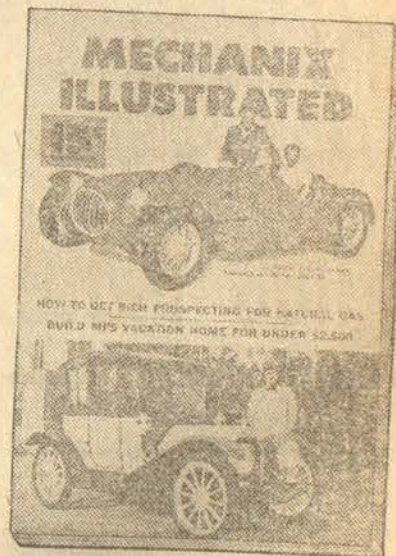 MECHANIX
ILLUSTRATED
HOW TO GET RICH PROSPECTING FOR NATURAL GAS
BUILD MI'S VACATION HOME FOR UNDER $2,500